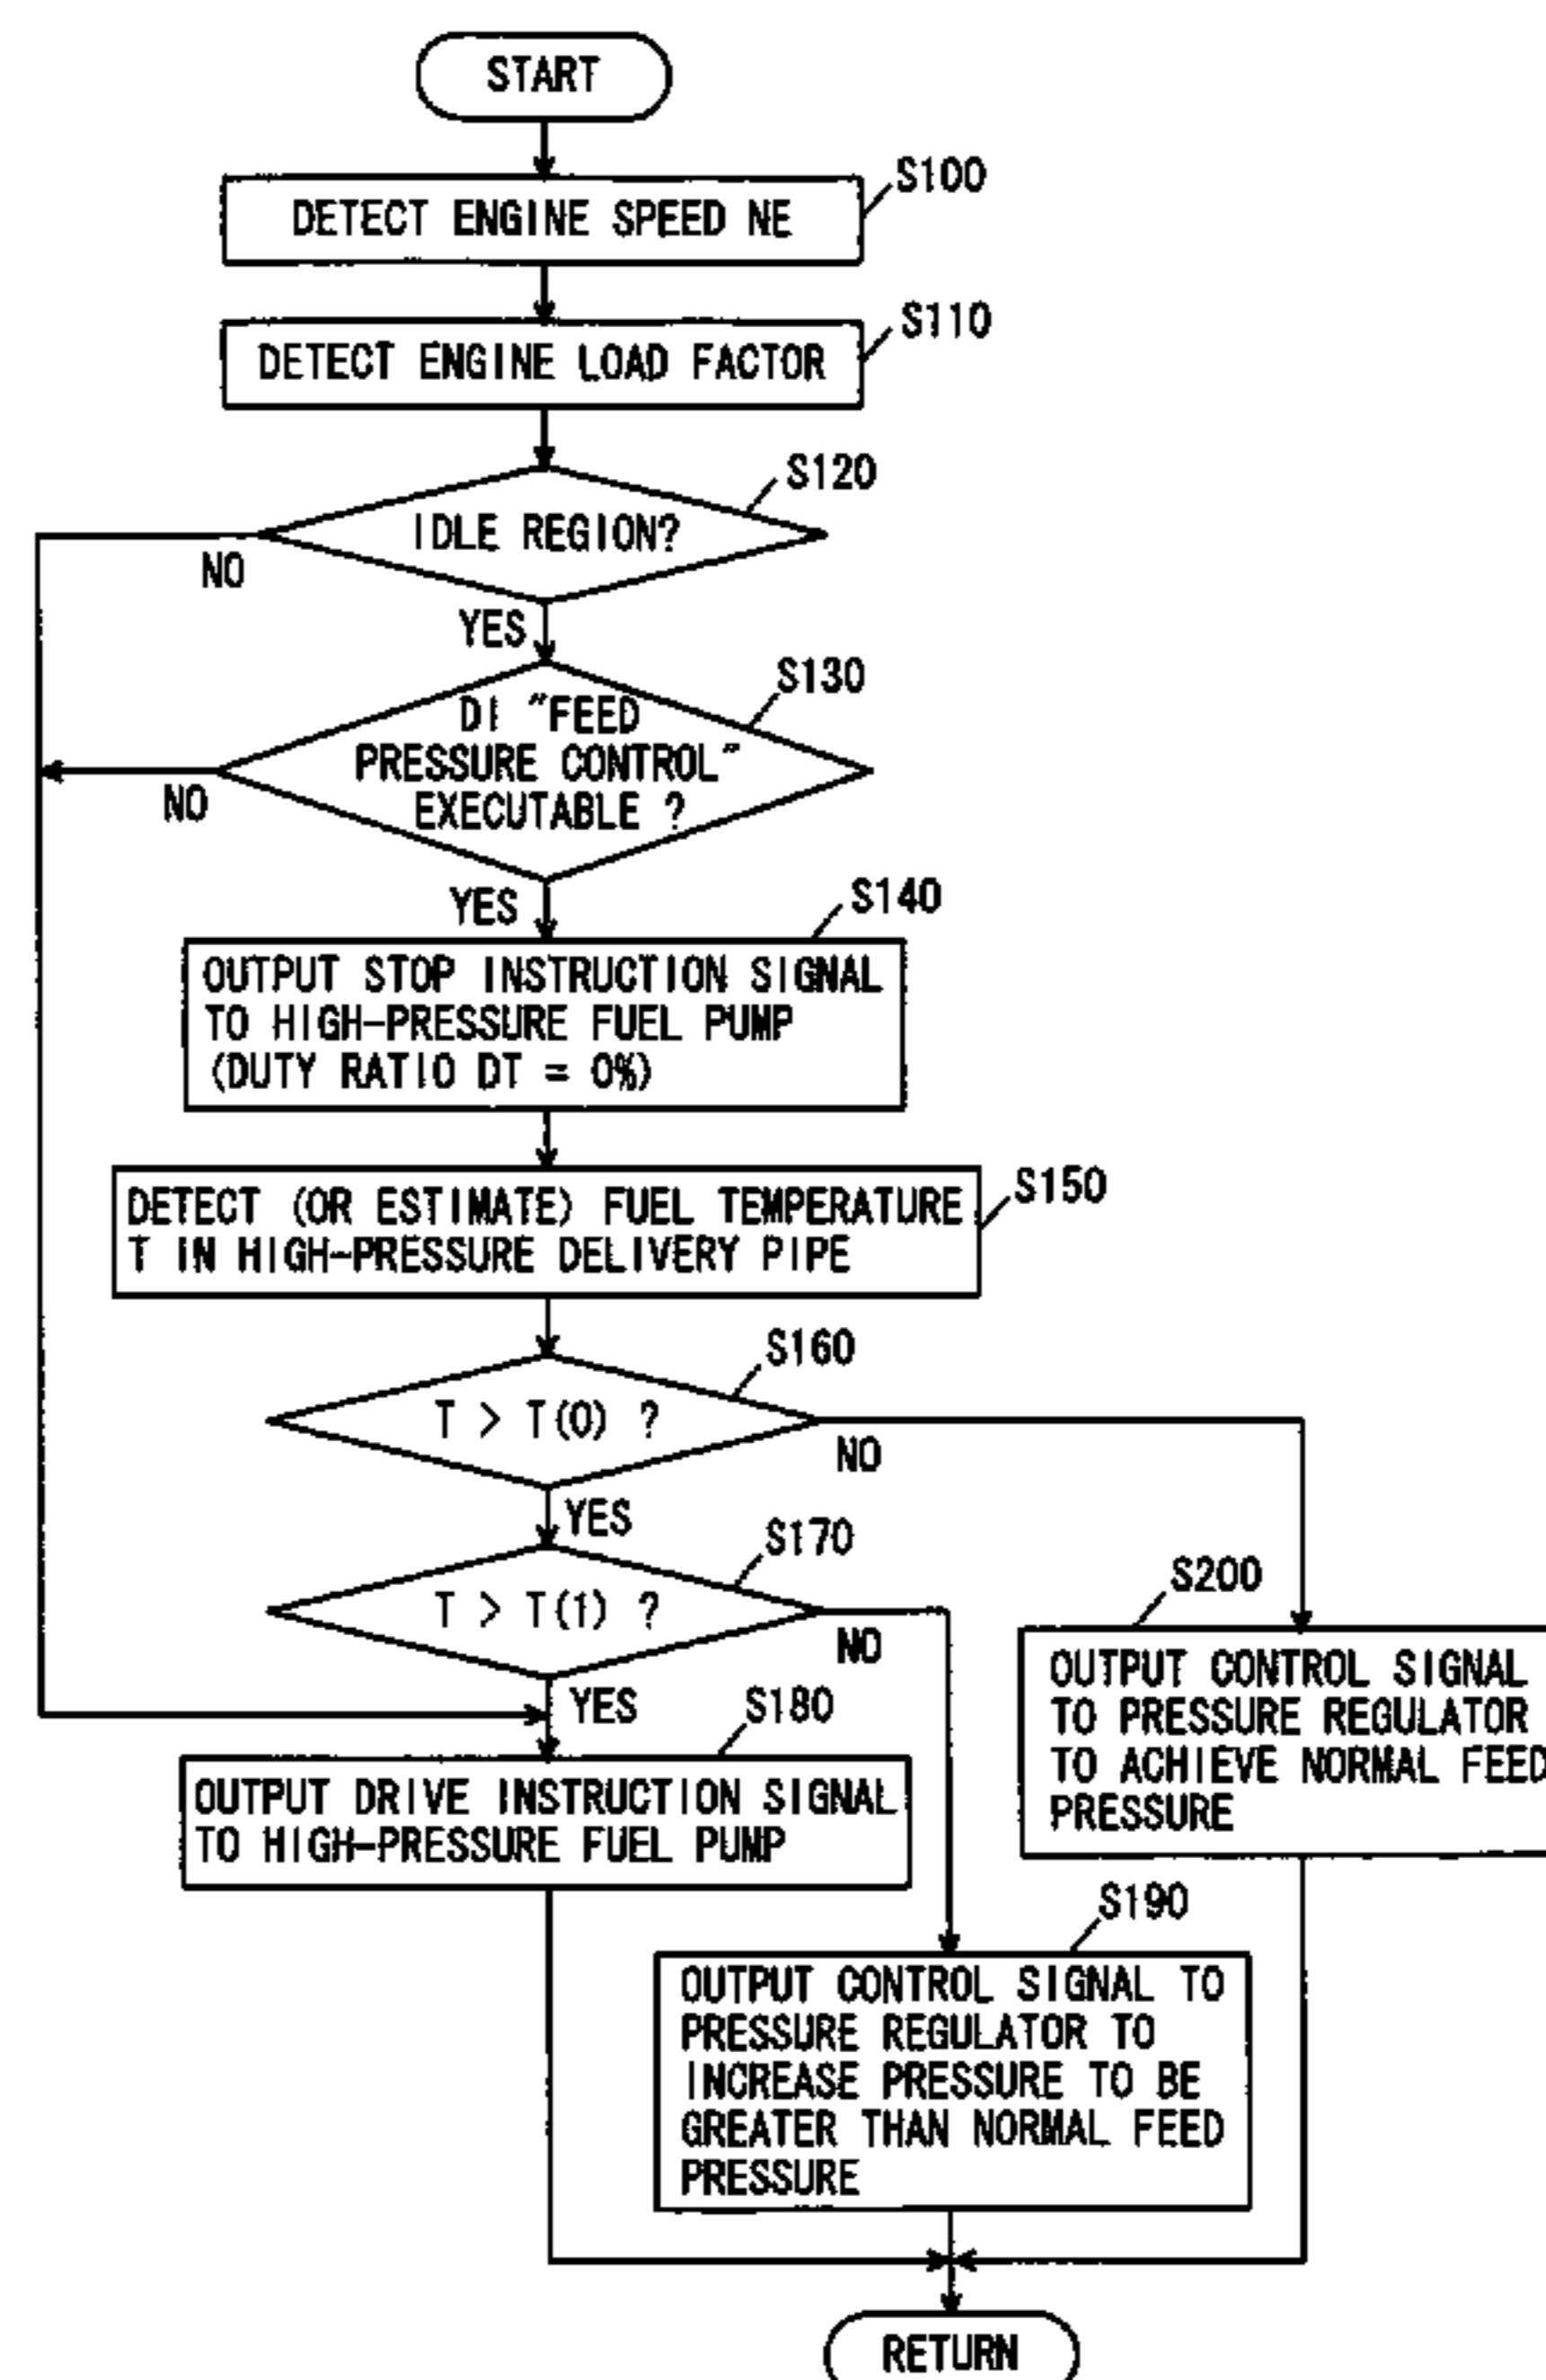 START
S100
DETECT ENGINE SPEED NE
S110
DETECT ENGINE LOAD FACTOR
S120
IDLE REGION?
NO
YES
S130
DI "FEED
PRESSURE CONTROL"
EXECUTABLE ?
NO
YES
S140
OUTPUT STOP INSTRUCTION SIGNAL
TO HIGH-PRESSURE FUEL PUMP
(DUTY RATIO DT = 0%)
S150
DETECT (OR ESTIMATE) FUEL TEMPERATURE
T IN HIGH-PRESSURE DELIVERY PIPE
S160
T > T(0) ?
NO
YES
S170
T > T(1) ?
NO
YES
S180
OUTPUT DRIVE INSTRUCTION SIGNAL
TO HIGH-PRESSURE FUEL PUMP
S200
OUTPUT CONTROL SIGNAL
TO PRESSURE REGULATOR
TO ACHIEVE NORMAL FEED
PRESSURE
S190
OUTPUT CONTROL SIGNAL TO
PRESSURE REGULATOR TO
INCREASE PRESSURE TO BE
GREATER THAN NORMAL FEED
PRESSURE
RETURN